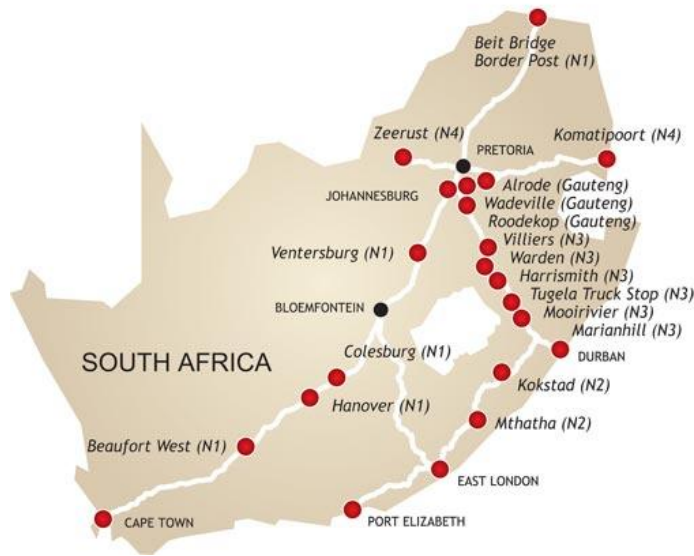 Beit Bridge
Border Post (N1)
Zeerust (N4)
PRETORIA
Komatipoort (N4)
JOHANNESBURG
Alrode (Gauteng)
Wadeville (Gauteng)
Roodekop (Gauteng)
Villiers (N3)
Ventersburg (N1)
Warden (N3)
Harrismith (N3)
Tugela Truck Stop (N3)
BLOEMFONTEIN
Mooirivier (N3)
Marianhill (N3)
DURBAN
SOUTH AFRICA
Colesburg (N1)
Kokstad (N2)
Hanover (N1)
Mthatha (N2)
Beaufort West (N1)
EAST LONDON
CAPE TOWN
PORT ELIZABETH